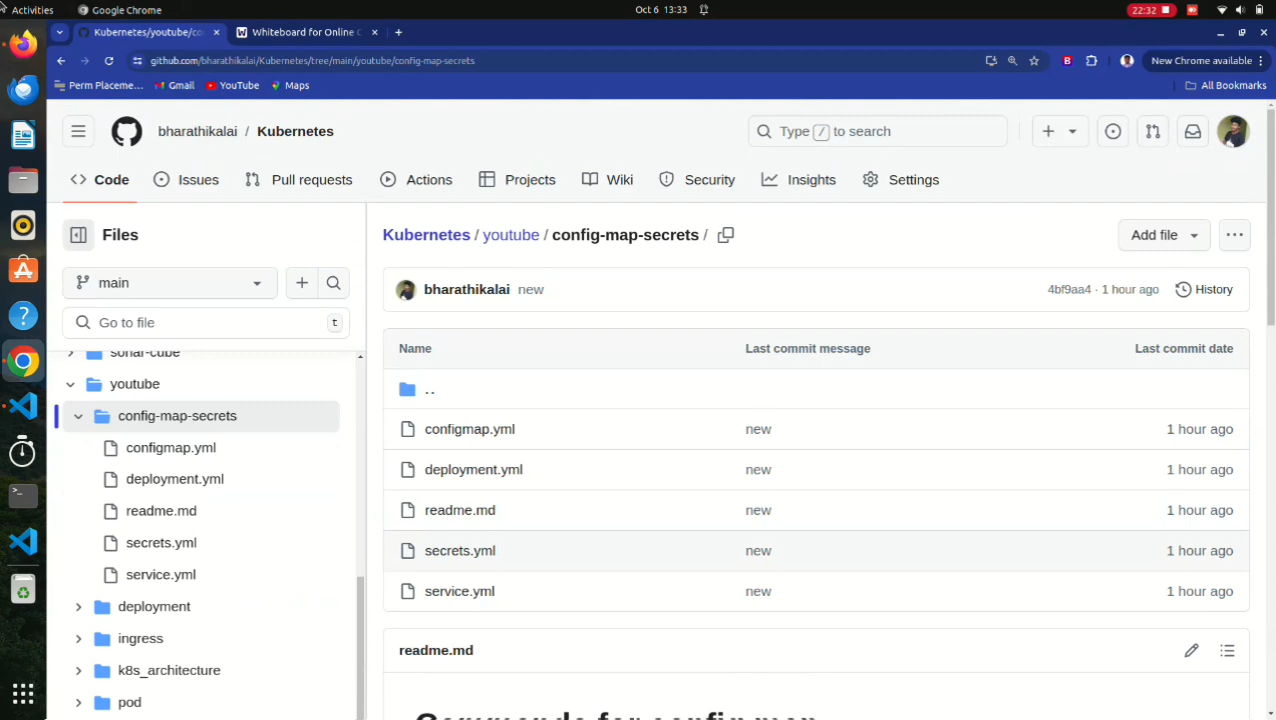 Activities Google Chrome Oct 6 13:33 22:32
Kubernetes/youtube/co × Whiteboard for Online C × +
github.com/bharathikalai/Kubernetes/tree/main/youtube/config-map-secrets B New Chrome available
Perm Placeme... Gmail YouTube Maps All Bookmarks
bharathikalai / Kubernetes Type / to search
Code Issues Pull requests Actions Projects Wiki Security Insights Settings
Files
main
Go to file t
sonar-cube
youtube
config-map-secrets
configmap.yml
deployment.yml
readme.md
secrets.yml
service.yml
deployment
ingress
k8s_architecture
pod
Kubernetes / youtube / config-map-secrets / Add file
bharathikalai new 4bf9aa4 · 1 hour ago History
Name Last commit message Last commit date
..
configmap.yml new 1 hour ago
deployment.yml new 1 hour ago
readme.md new 1 hour ago
secrets.yml new 1 hour ago
service.yml new 1 hour ago
readme.md
Commands for config map